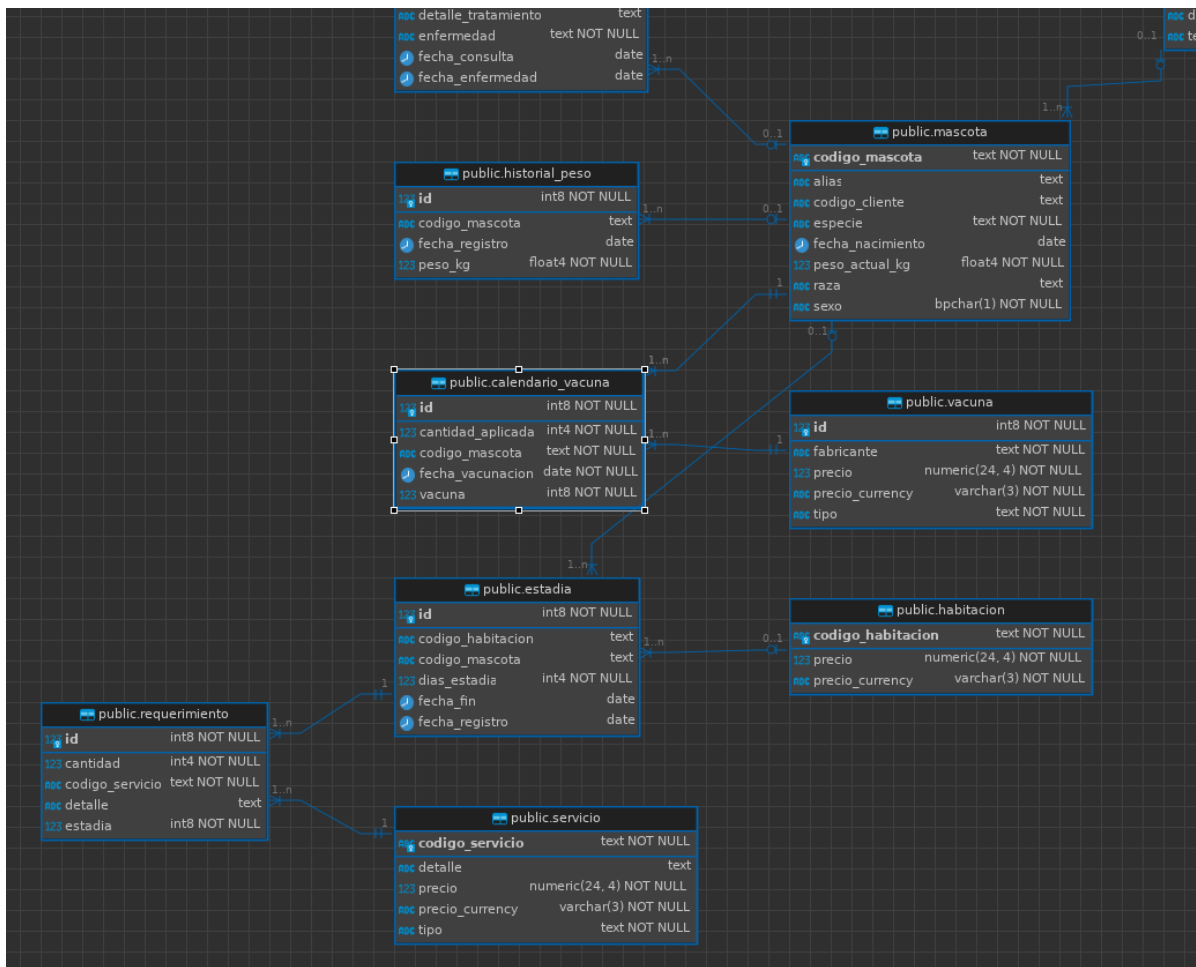 detalle_tratamiento text
enfermedad text NOT NULL
fecha_consulta date
fecha_enfermedad date
1..n
0..1
0..1
1..n
public.mascota
codigo_mascota text NOT NULL
alias text
codigo_cliente text
especie text NOT NULL
fecha_nacimiento date
peso_actual_kg float4 NOT NULL
raza text
sexo bpchar(1) NOT NULL
public.historial_peso
id int8 NOT NULL
codigo_mascota text
fecha_registro date
peso_kg float4 NOT NULL
1..n
0..1
1
1..n
0..1
public.calendario_vacuna
id int8 NOT NULL
cantidad_aplicada int4 NOT NULL
codigo_mascota text NOT NULL
fecha_vacunacion date NOT NULL
vacuna int8 NOT NULL
1..n
1
public.vacuna
id int8 NOT NULL
fabricante text NOT NULL
precio numeric(24, 4) NOT NULL
precio_currency varchar(3) NOT NULL
tipo text NOT NULL
1..n
public.estadia
id int8 NOT NULL
codigo_habitacion text
codigo_mascota text
dias_estadia int4 NOT NULL
fecha_fin date
fecha_registro date
1..n
0..1
public.habitacion
codigo_habitacion text NOT NULL
precio numeric(24, 4) NOT NULL
precio_currency varchar(3) NOT NULL
1
1..n
public.requerimiento
id int8 NOT NULL
cantidad int4 NOT NULL
codigo_servicio text NOT NULL
detalle text
estadia int8 NOT NULL
1..n
1
public.servicio
codigo_servicio text NOT NULL
detalle text
precio numeric(24, 4) NOT NULL
precio_currency varchar(3) NOT NULL
tipo text NOT NULL